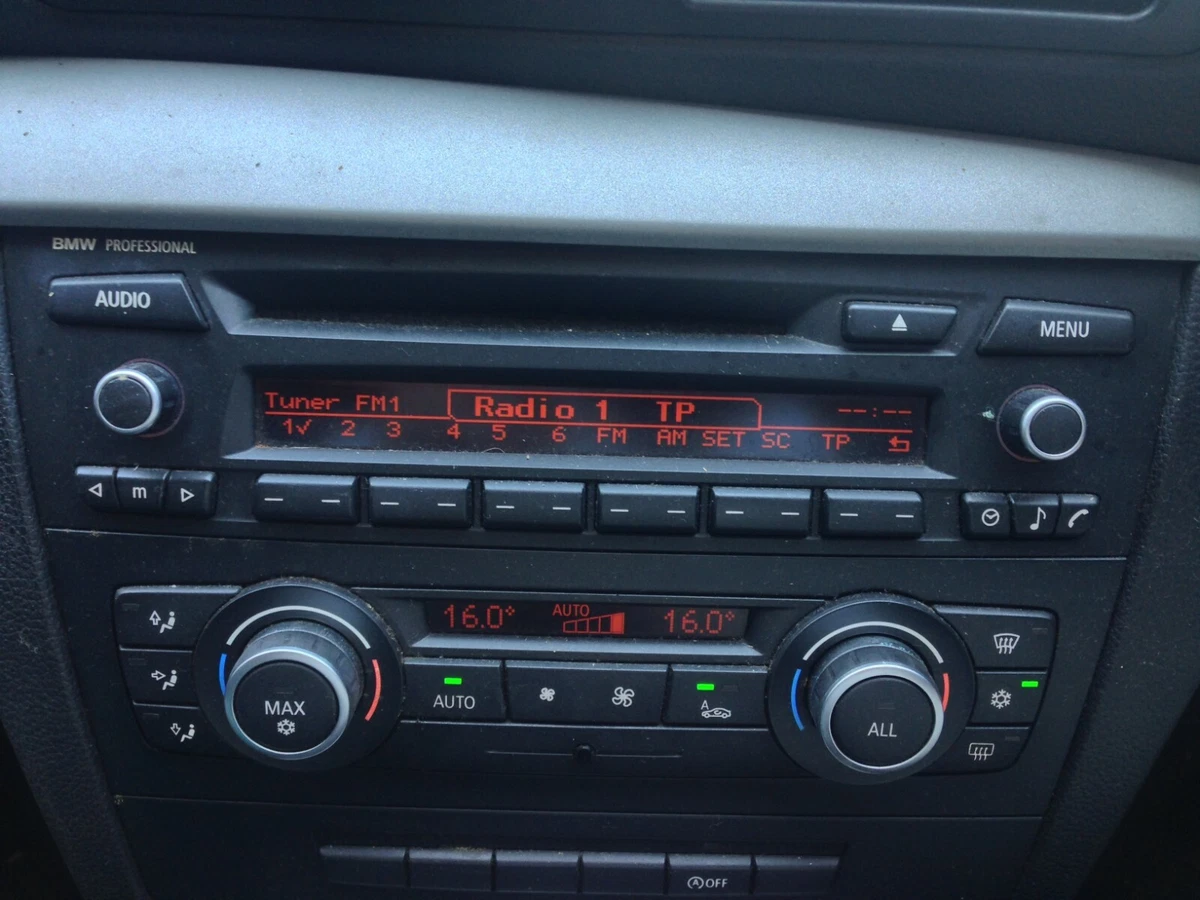 BMW PROFESSIONAL
AUDIO
MENU
Tuner FM1 Radio 1 TP --:--
1✓ 2 3 4 5 6 FM AM SET SC TP
m
16.0° AUTO 16.0°
MAX
AUTO
A
ALL
A OFF